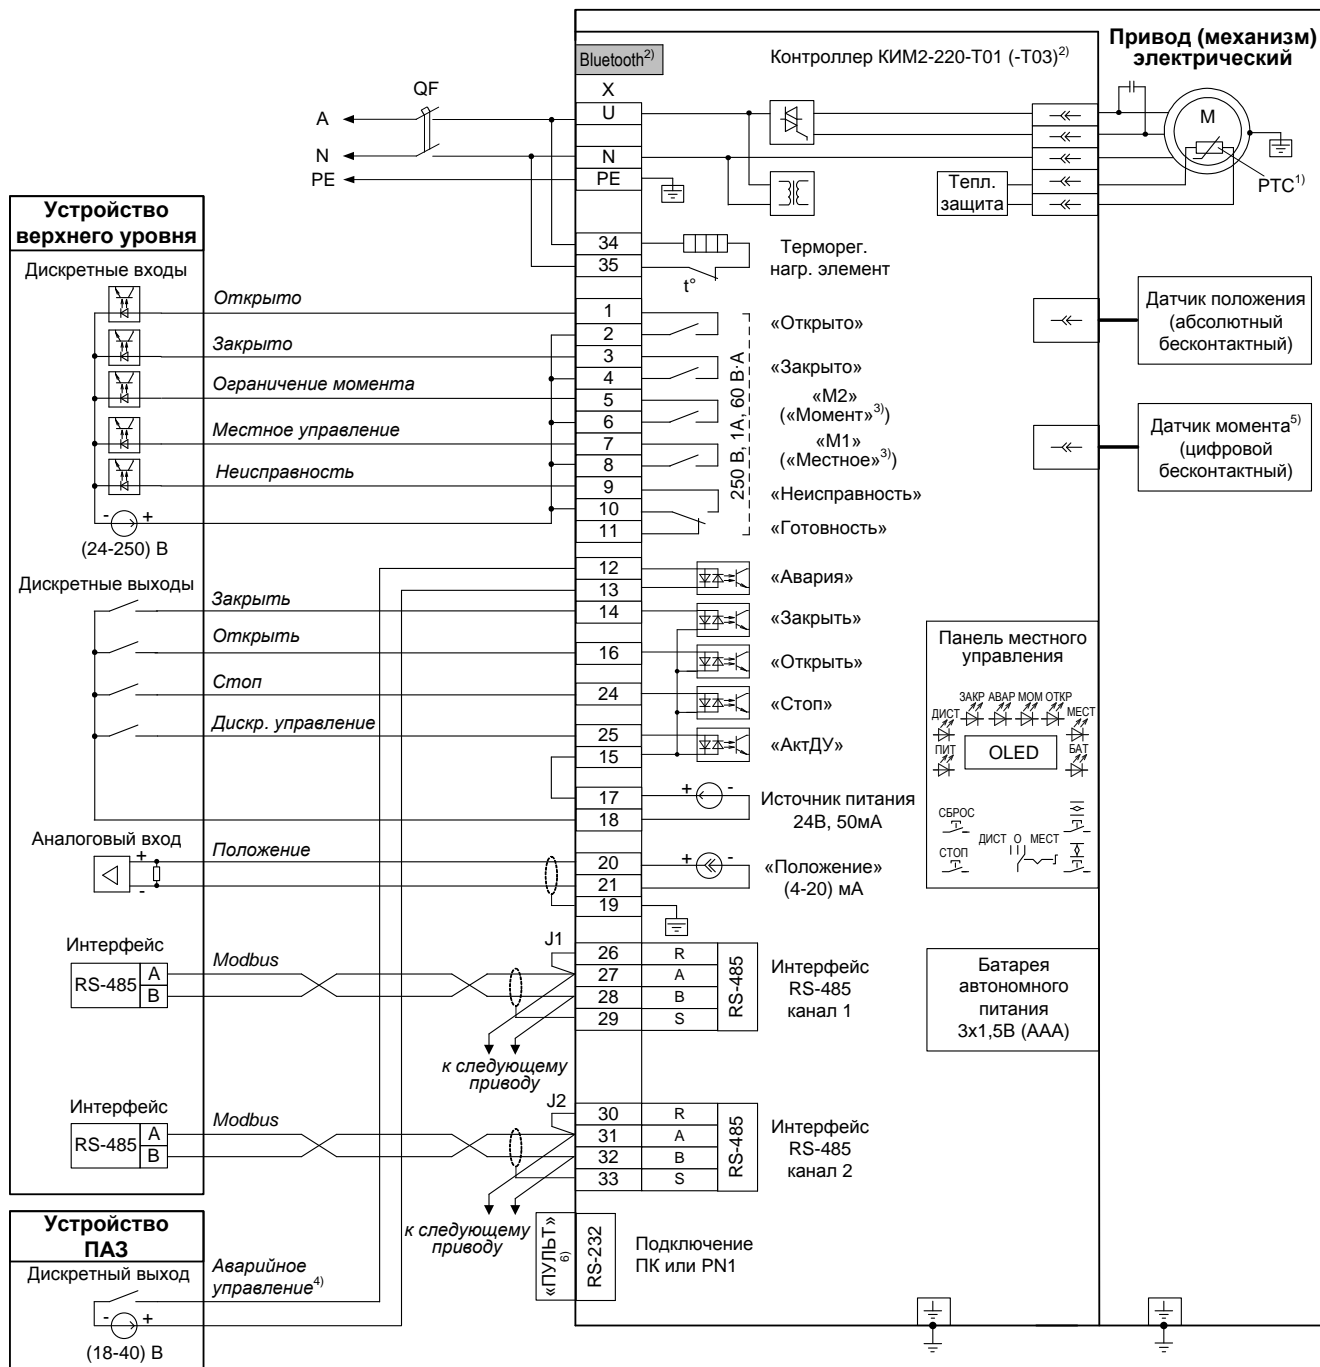 Bluetooth2)
Контроллер КИМ2-220-Т01 (-Т03)2)
Привод (механизм)
электрический
X
QF
A
U
N
N
PE
PE
M
PTC1)
Тепл.
защита
Устройство
верхнего уровня
34
35
t°
Терморег.
нагр. элемент
Дискретные входы
Открыто
Закрыто
Ограничение момента
Местное управление
Неисправность
- +
(24-250) В
1
2
3
4
5
6
7
8
9
10
11
250 В, 1А, 60 В·А
«Открыто»
«Закрыто»
«М2»
(«Момент»3))
«М1»
(«Местное»3))
«Неисправность»
«Готовность»
Датчик положения
(абсолютный
бесконтактный)
Датчик момента5)
(цифровой
бесконтактный)
Дискретные выходы
Закрыть
Открыть
Стоп
Дискр. управление
12
13
14
16
24
25
15
17
18
«Авария»
«Закрыть»
«Открыть»
«Стоп»
«АктДУ»
+ -
Источник питания
24В, 50мА
Панель местного
управления
ЗАКР АВАР МОМ ОТКР
ДИСТ
МЕСТ
ПИТ
OLED
БАТ
СБРОС
СТОП
ДИСТ О МЕСТ
Аналоговый вход
+
-
Положение
20
21
19
+ -
«Положение»
(4-20) мА
Интерфейс
RS-485
A
B
Modbus
J1
26 R
27 A
28 B
29 S
RS-485
Интерфейс
RS-485
канал 1
к следующему
приводу
Батарея
автономного
питания
3x1,5В (ААА)
Интерфейс
RS-485
A
B
Modbus
J2
30 R
31 A
32 B
33 S
RS-485
Интерфейс
RS-485
канал 2
к следующему
приводу
«ПУЛЬТ»
6)
RS-232
Подключение
ПК или PN1
Устройство
ПАЗ
Дискретный выход
Аварийное
управление4)
- +
(18-40) В